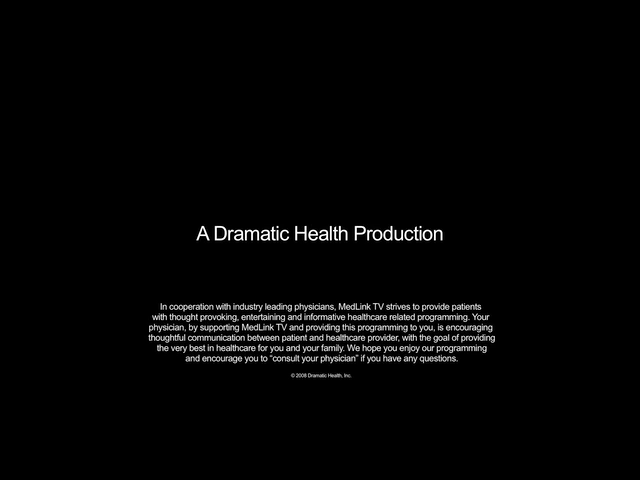 A Dramatic Health Production
In cooperation with industry leading physicians, MedLink TV strives to provide patients
with thought provoking, entertaining and informative healthcare related programming. Your
physician, by supporting MedLink TV and providing this programming to you, is encouraging
thoughtful communication between patient and healthcare provider, with the goal of providing
the very best in healthcare for you and your family. We hope you enjoy our programming
and encourage you to “consult your physician” if you have any questions.
© 2008 Dramatic Health, Inc.